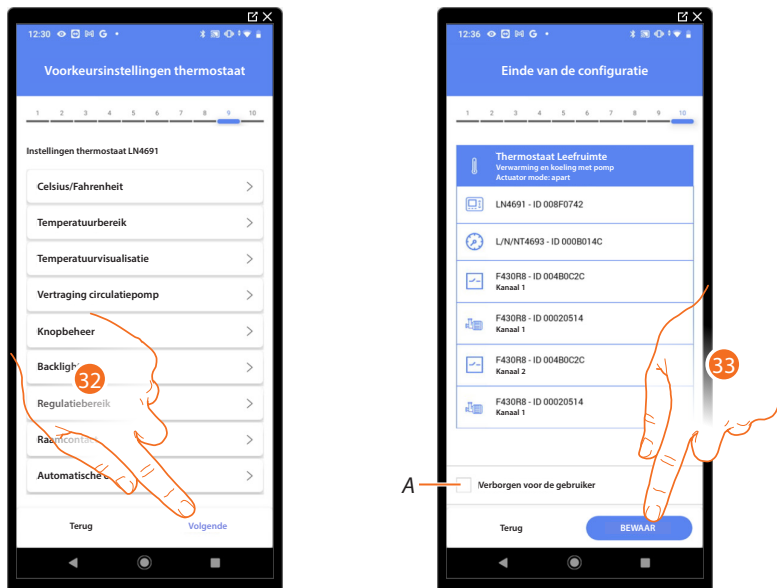 12:30 G
Voorkeursinstellingen thermostaat
1 2 3 4 5 6 7 8 9 10
Instellingen thermostaat LN4691
Celsius/Fahrenheit
Temperatuurbereik
Temperatuurvisualisatie
Vertraging circulatiepomp
Knopbeheer
Backligh
32
Regulatiebereik
Raamcontact
Automatische
Terug Volgende
12:36 G
Einde van de configuratie
1 2 3 4 5 6 7 8 9 10
Thermostaat Leefruimte
Verwarming en koeling met pomp
Actuator mode: apart
LN4691 - ID 008F0742
L/N/NT4693 - ID 000B014C
F430R8 - ID 004B0C2C
Kanaal 1
F430R8 - ID 00020514
Kanaal 1
F430R8 - ID 004B0C2C
Kanaal 2
F430R8 - ID 00020514
Kanaal 1
33
A
Verborgen voor de gebruiker
Terug BEWAAR